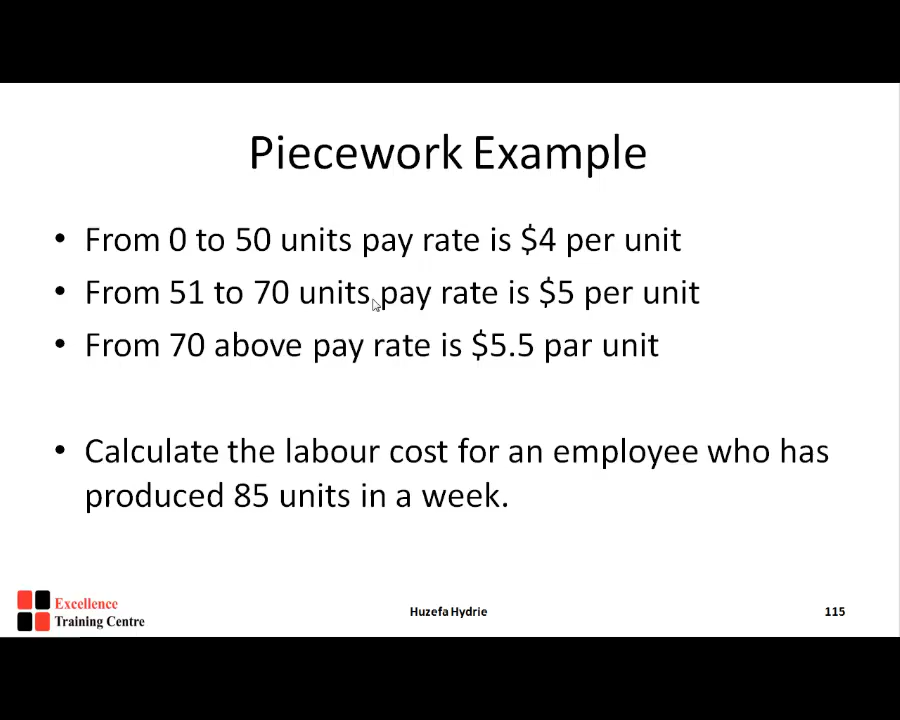 Piecework Example
• From 0 to 50 units pay rate is $4 per unit
• From 51 to 70 units pay rate is $5 per unit
• From 70 above pay rate is $5.5 par unit
• Calculate the labour cost for an employee who has
produced 85 units in a week.
Excellence
Training Centre
Huzefa Hydrie
115